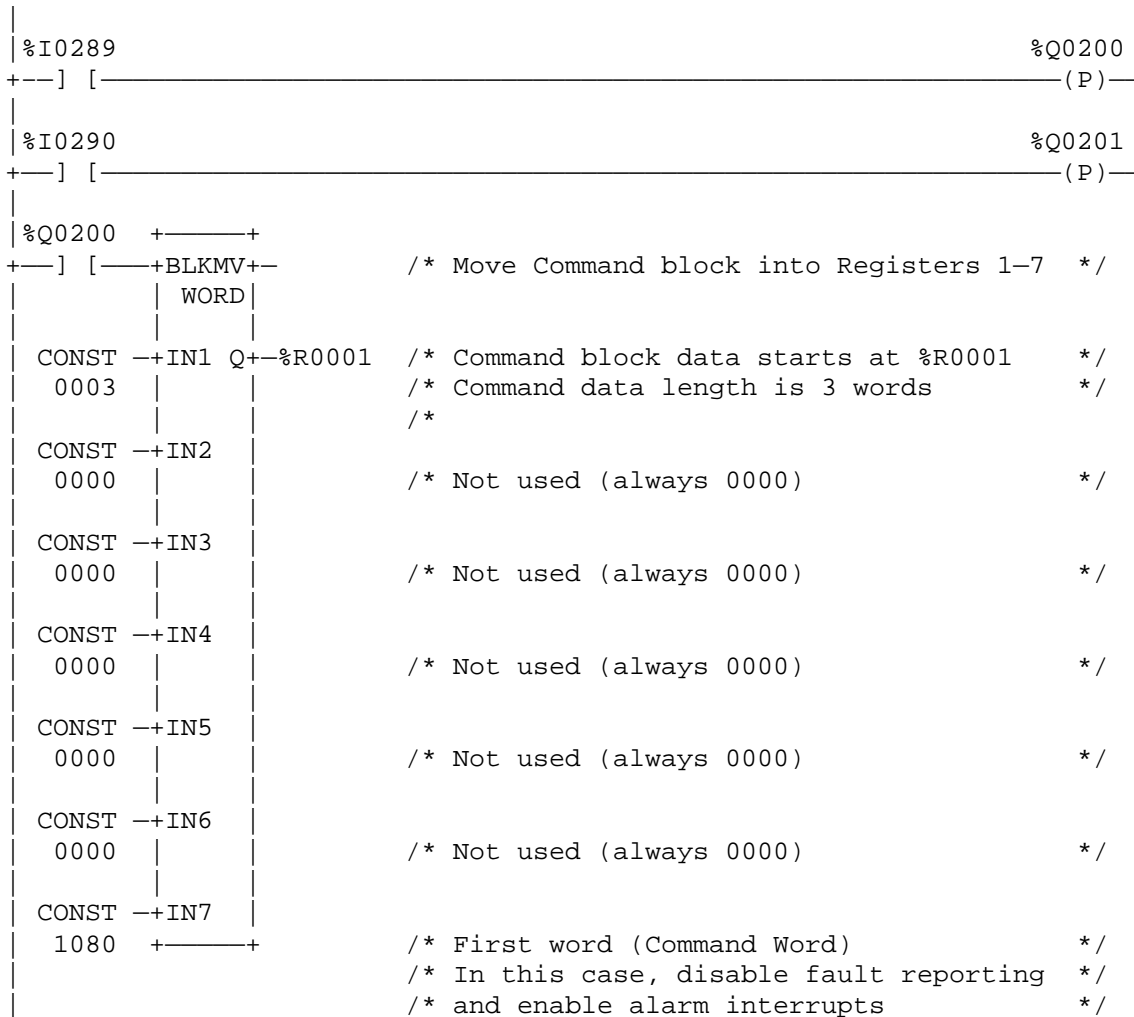 |
|%I0289 %Q0200
+——] [————————————————————————————————————————(P)——
|
|%I0290 %Q0201
+——] [————————————————————————————————————————(P)——
|
|%Q0200 +—————+
+——] [———+BLKMV+— /* Move Command block into Registers 1—7 */
| | WORD|
| | |
| CONST —+IN1 Q+—%R0001 /* Command block data starts at %R0001 */
| 0003 | | /* Command data length is 3 words */
| | | /*
| CONST —+IN2 |
| 0000 | | /* Not used (always 0000) */
| | |
| CONST —+IN3 |
| 0000 | | /* Not used (always 0000) */
| | |
| CONST —+IN4 |
| 0000 | | /* Not used (always 0000) */
| | |
| CONST —+IN5 |
| 0000 | | /* Not used (always 0000) */
| | |
| CONST —+IN6 |
| 0000 | | /* Not used (always 0000) */
| | |
| CONST —+IN7 |
| 1080 +—————+ /* First word (Command Word) */
| /* In this case, disable fault reporting */
| /* and enable alarm interrupts */